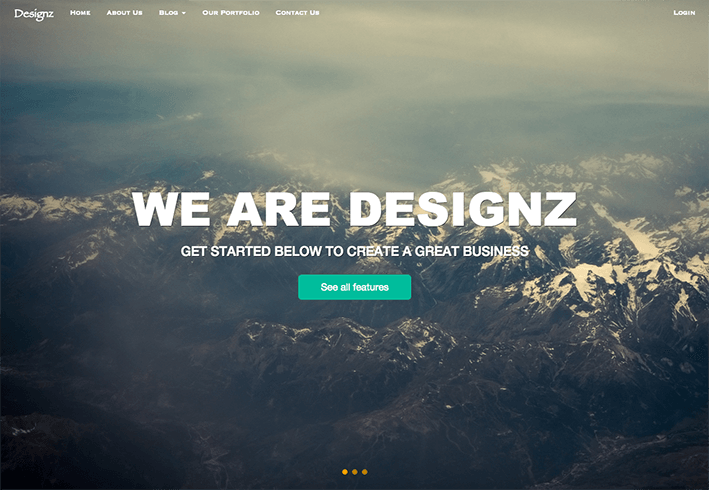 Designz Home About Us Blog Our Portfolio Contact Us Login
WE ARE DESIGNZ
GET STARTED BELOW TO CREATE A GREAT BUSINESS
See all features